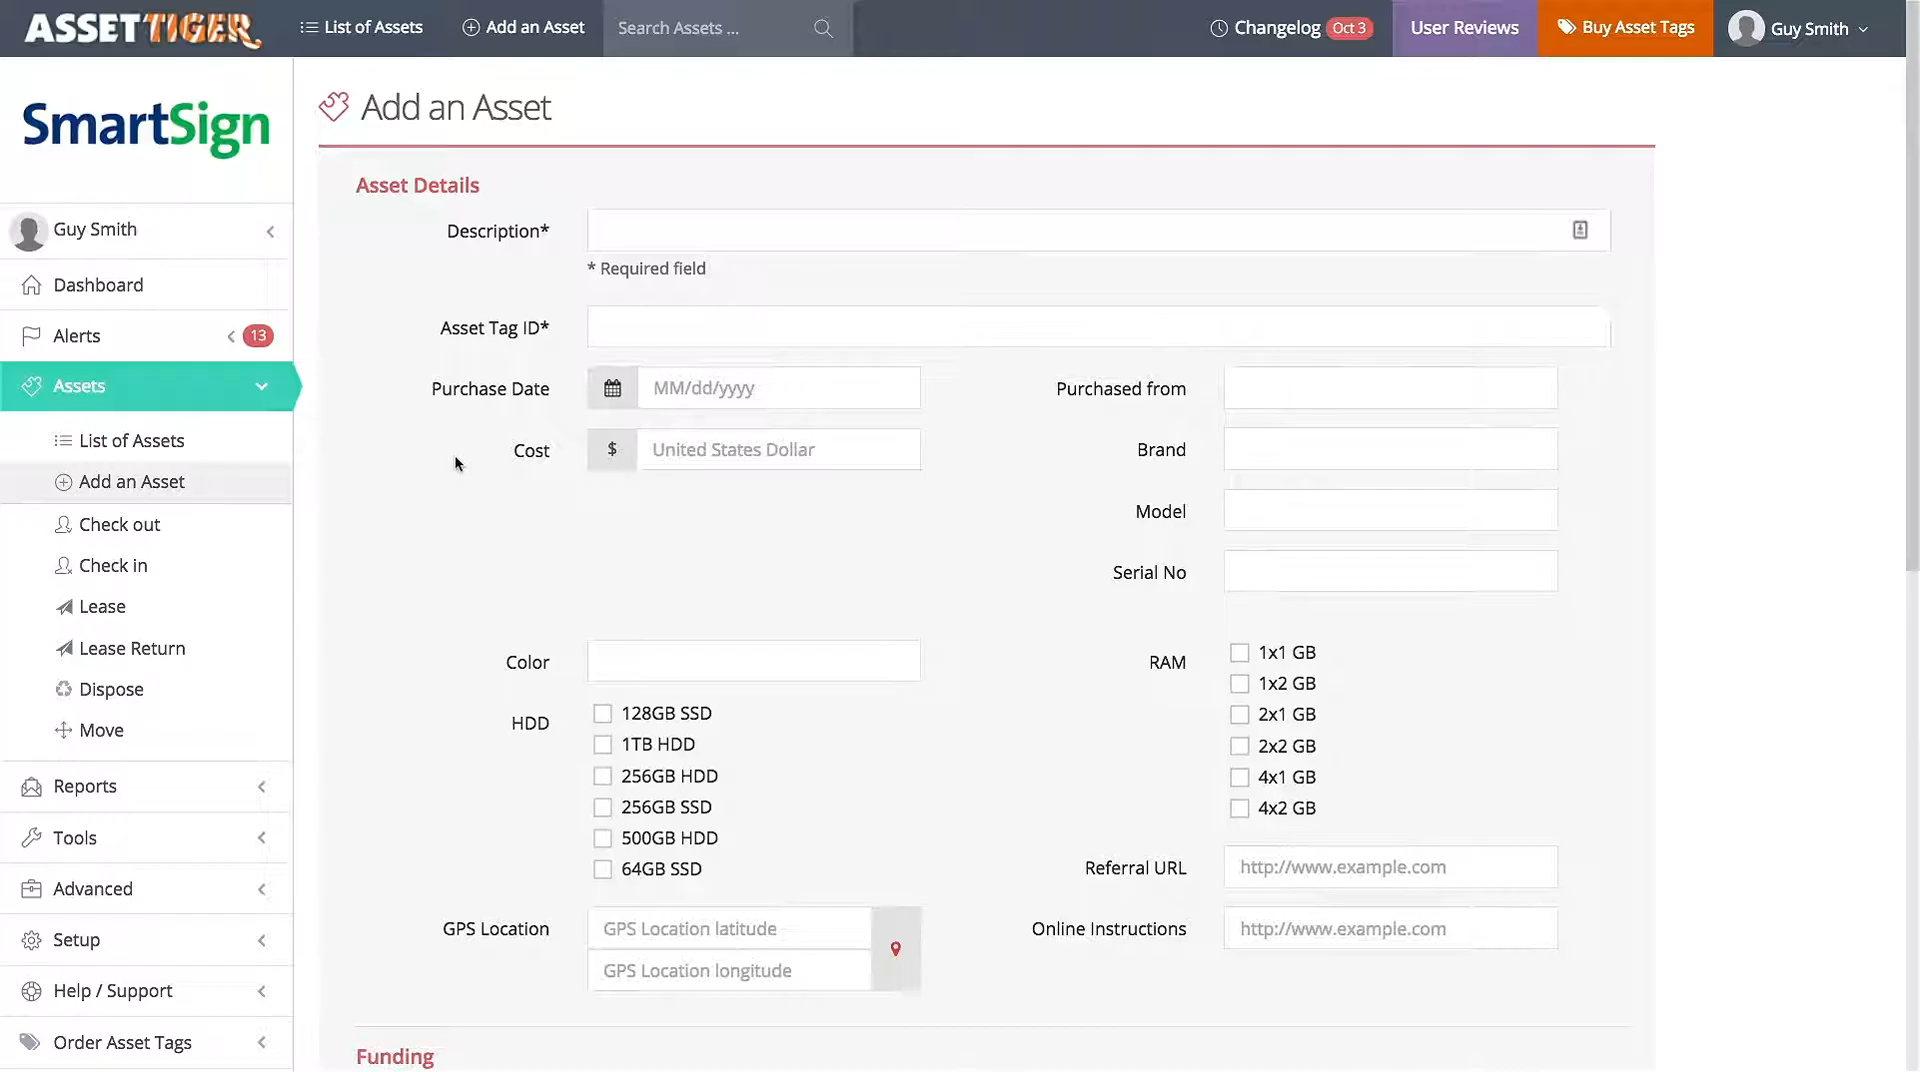 ASSETTIGER
List of Assets
Add an Asset
Search Assets ...
Changelog Oct 3
User Reviews
Buy Asset Tags
Guy Smith
SmartSign
Guy Smith
Dashboard
Alerts 13
Assets
List of Assets
Add an Asset
Check out
Check in
Lease
Lease Return
Dispose
Move
Reports
Tools
Advanced
Setup
Help / Support
Order Asset Tags
Add an Asset
Asset Details
Description*
* Required field
Asset Tag ID*
Purchase Date MM/dd/yyyy
Purchased from
Cost $ United States Dollar
Brand
Model
Serial No
Color
RAM
1x1 GB
1x2 GB
2x1 GB
2x2 GB
4x1 GB
4x2 GB
HDD
128GB SSD
1TB HDD
256GB HDD
256GB SSD
500GB HDD
64GB SSD
Referral URL http://www.example.com
GPS Location GPS Location latitude
GPS Location longitude
Online Instructions http://www.example.com
Funding